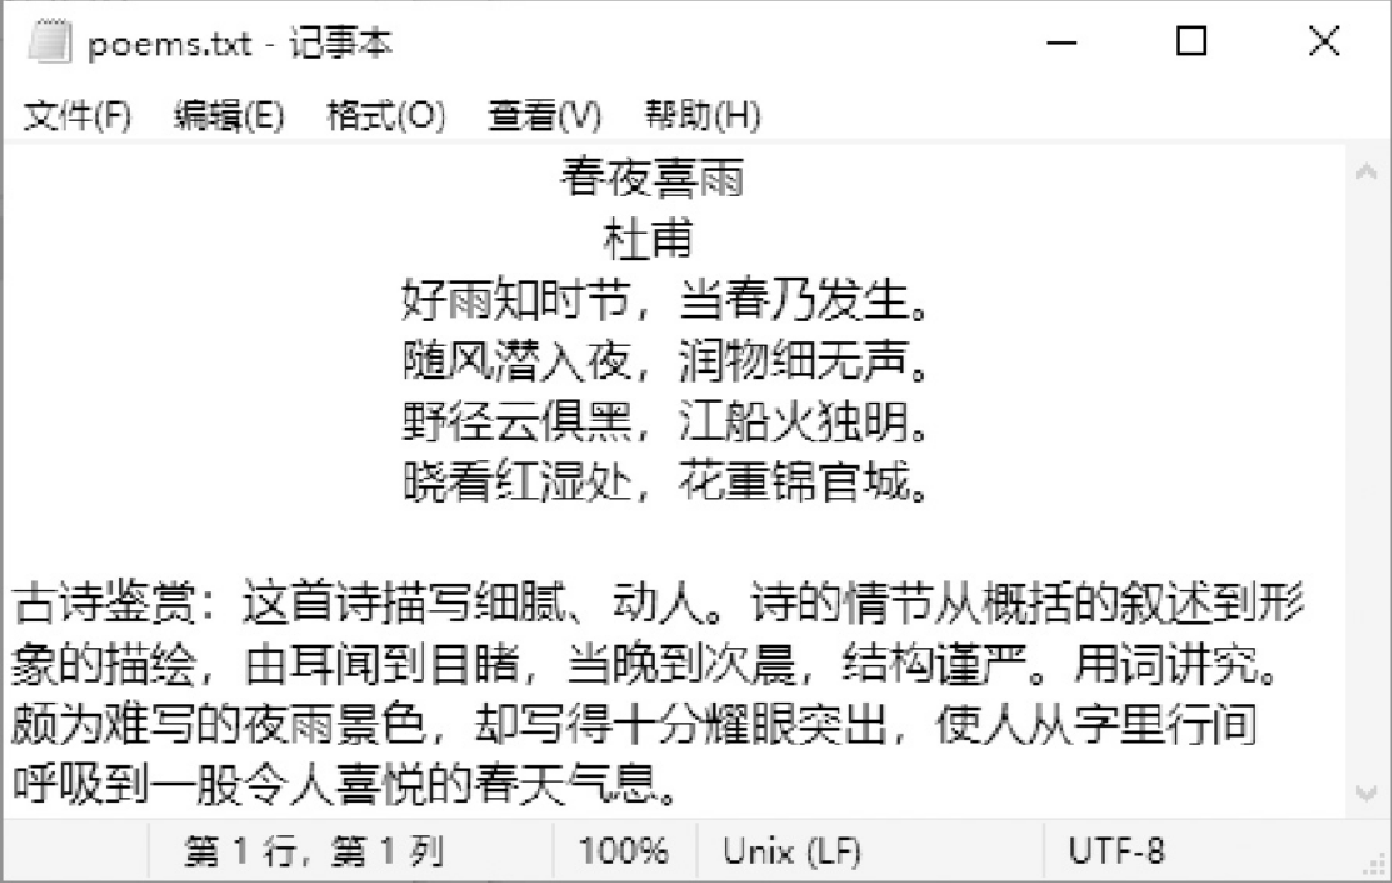 poems.txt - 记事本
文件(F) 编辑(E) 格式(O) 查看(V) 帮助(H)
春夜喜雨
杜甫
好雨知时节，当春乃发生。
随风潜入夜，润物细无声。
野径云俱黑，江船火独明。
晓看红湿处，花重锦官城。
古诗鉴赏：这首诗描写细腻、动人。诗的情节从概括的叙述到形
象的描绘，由耳闻到目睹，当晚到次晨，结构谨严。用词讲究。
颇为难写的夜雨景色，却写得十分耀眼突出，使人从字里行间
呼吸到一股令人喜悦的春天气息。
第 1 行，第 1 列 100% Unix (LF) UTF-8